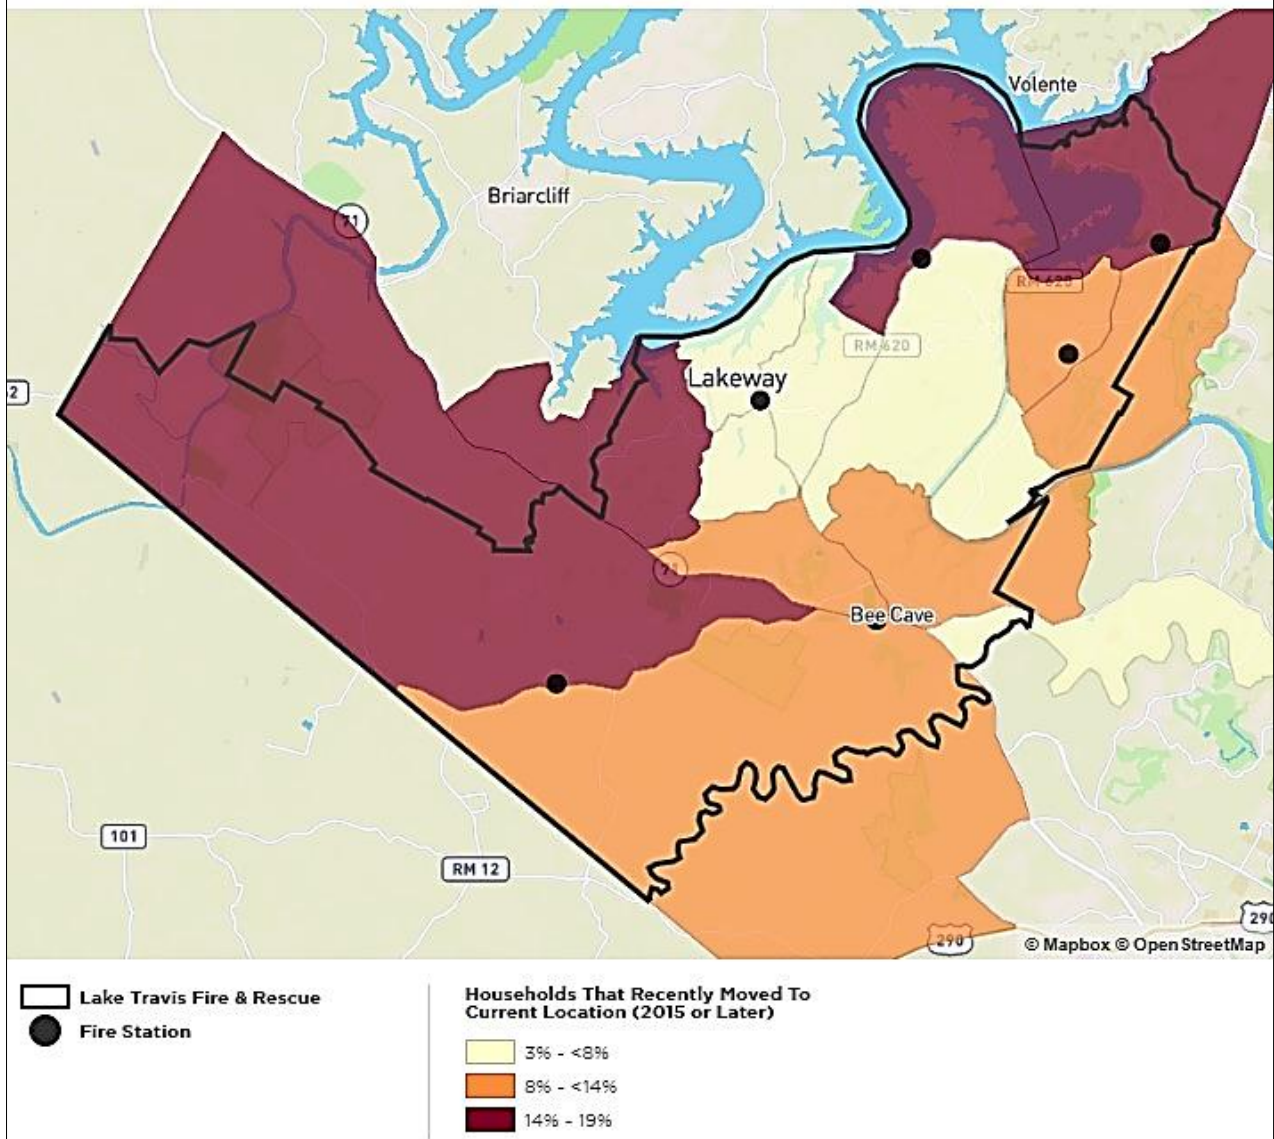 Volente
Briarcliff
71
RM 620
RM 620
2
Lakeway
71
Bee Cave
101
RM 12
290
290
© Mapbox © OpenStreetMap
Lake Travis Fire & Rescue
Fire Station
Households That Recently Moved To
Current Location (2015 or Later)
3% - <8%
8% - <14%
14% - 19%